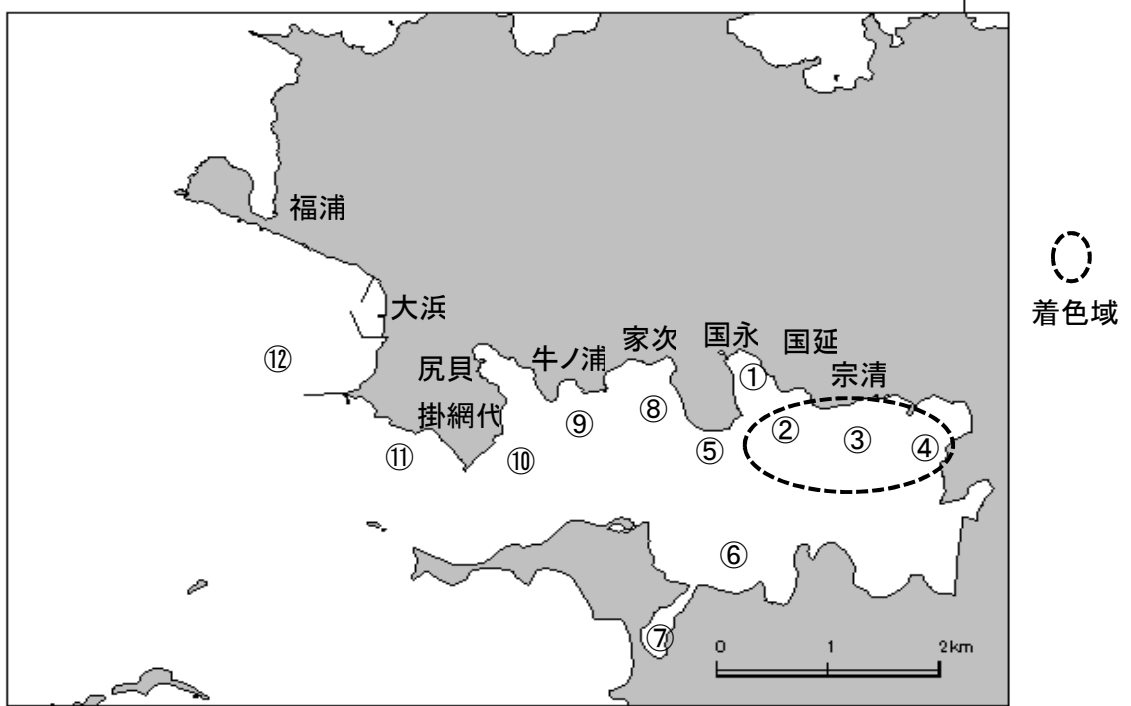 福浦
大浜
⑫
尻貝
掛網代
⑪
⑩
牛ノ浦
⑨
家次
⑧
国永
①
国延
宗清
②
③
④
⑤
⑥
⑦
0 1 2km
着色域